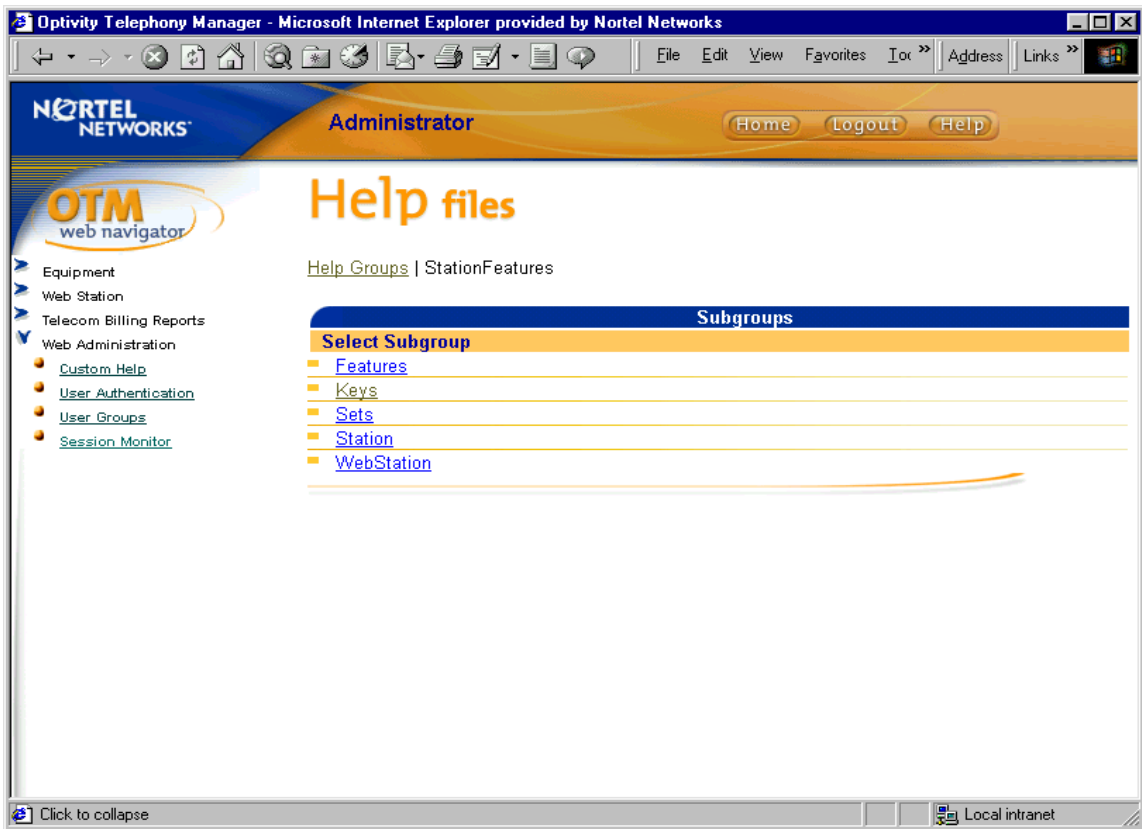 Optivity Telephony Manager - Microsoft Internet Explorer provided by Nortel Networks
File Edit View Favorites » Address Links »
NORTEL
NETWORKS
Administrator
Home Logout Help
OTM
web navigator
Help files
Help Groups | StationFeatures
Equipment
Web Station
Telecom Billing Reports
Web Administration
Custom Help
User Authentication
User Groups
Session Monitor
Subgroups
Select Subgroup
Features
Keys
Sets
Station
WebStation
Click to collapse
Local intranet